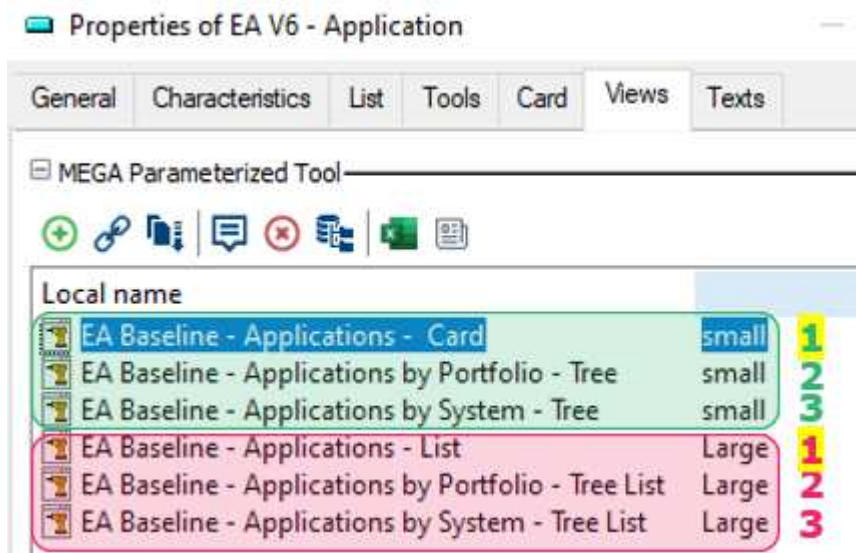 Properties of EA V6 - Application
General Characteristics List Tools Card Views Texts
MEGA Parameterized Tool
Local name
EA Baseline - Applications - Card small 1
EA Baseline - Applications by Portfolio - Tree small 2
EA Baseline - Applications by System - Tree small 3
EA Baseline - Applications - List Large 1
EA Baseline - Applications by Portfolio - Tree List Large 2
EA Baseline - Applications by System - Tree List Large 3